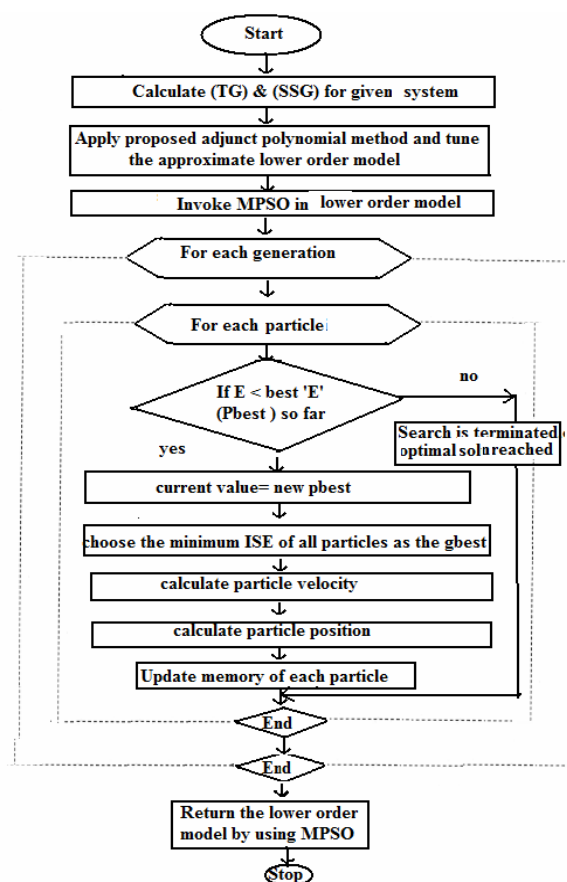 Start
Calculate (TG) & (SSG) for given system
Apply proposed adjunct polynomial method and tune
the approximate lower order model
Invoke MPSO in lower order model
For each generation
For each particle
If E < best 'E'
(Pbest ) so far
no
yes
Search is terminated
optimal soln reached
current value= new pbest
choose the minimum ISE of all particles as the gbest
calculate particle velocity
calculate particle position
Update memory of each particle
End
End
Return the lower order
model by using MPSO
Stop